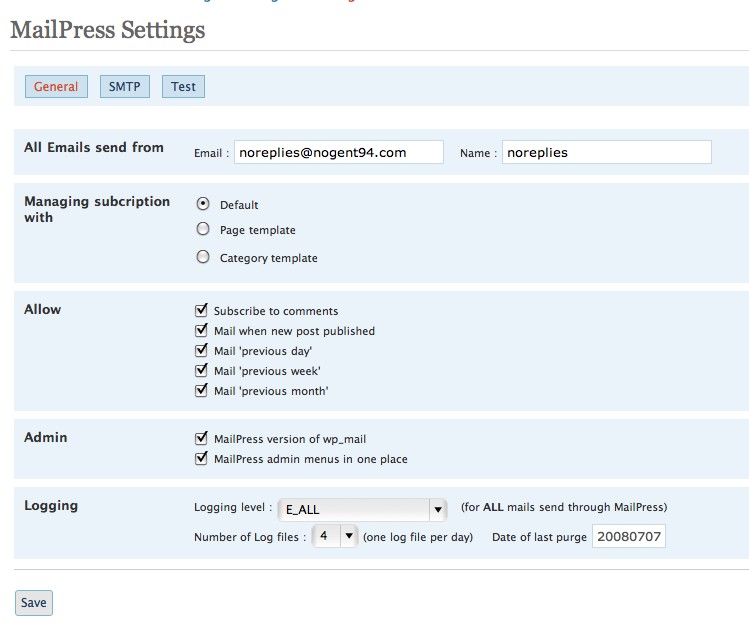 MailPress Settings
General SMTP Test
All Emails send from Email : noreplies@nogent94.com Name : noreplies
Managing subcription with
Default
Page template
Category template
Allow
Subscribe to comments
Mail when new post published
Mail 'previous day'
Mail 'previous week'
Mail 'previous month'
Admin
MailPress version of wp_mail
MailPress admin menus in one place
Logging
Logging level : E_ALL (for ALL mails send through MailPress)
Number of Log files : 4 (one log file per day) Date of last purge 20080707
Save